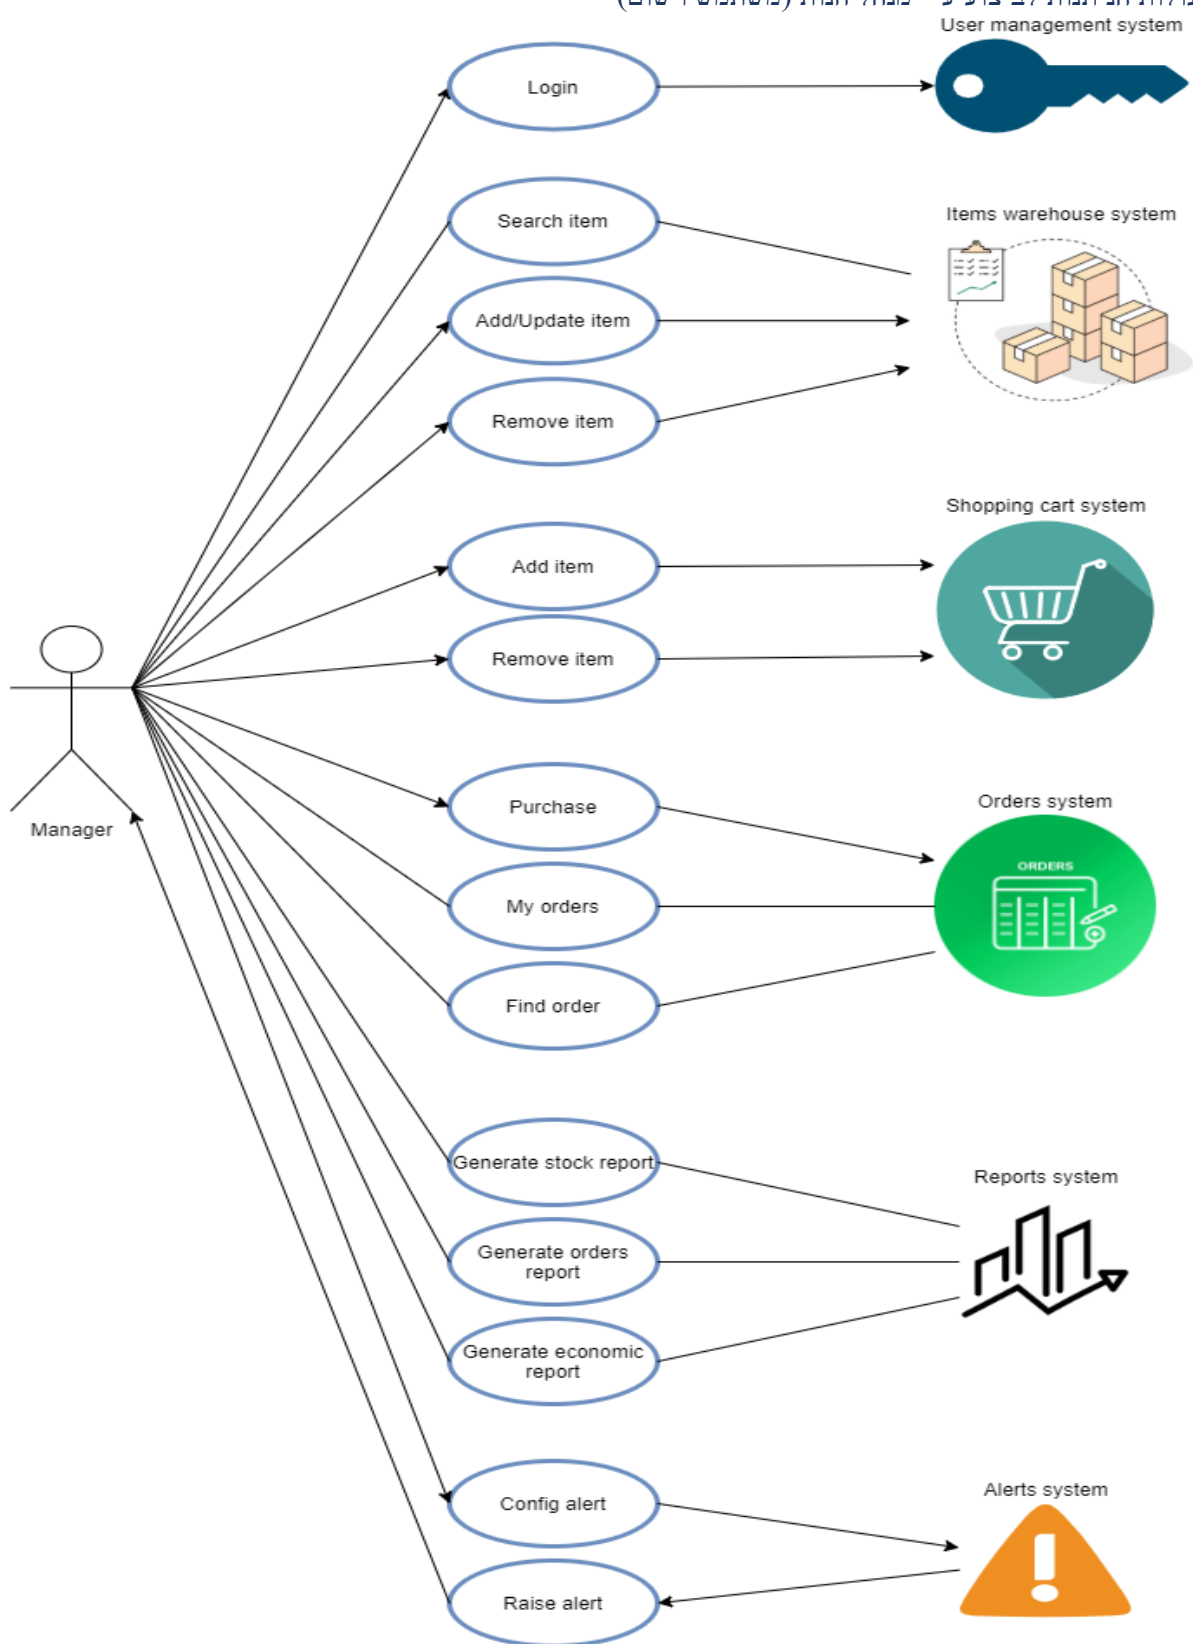 User management system
Login
Search item
Items warehouse system
Add/Update item
Remove item
Shopping cart system
Add item
Remove item
Manager
Purchase
Orders system
ORDERS
My orders
Find order
Generate stock report
Reports system
Generate orders
report
Generate economic
report
Config alert
Alerts system
Raise alert